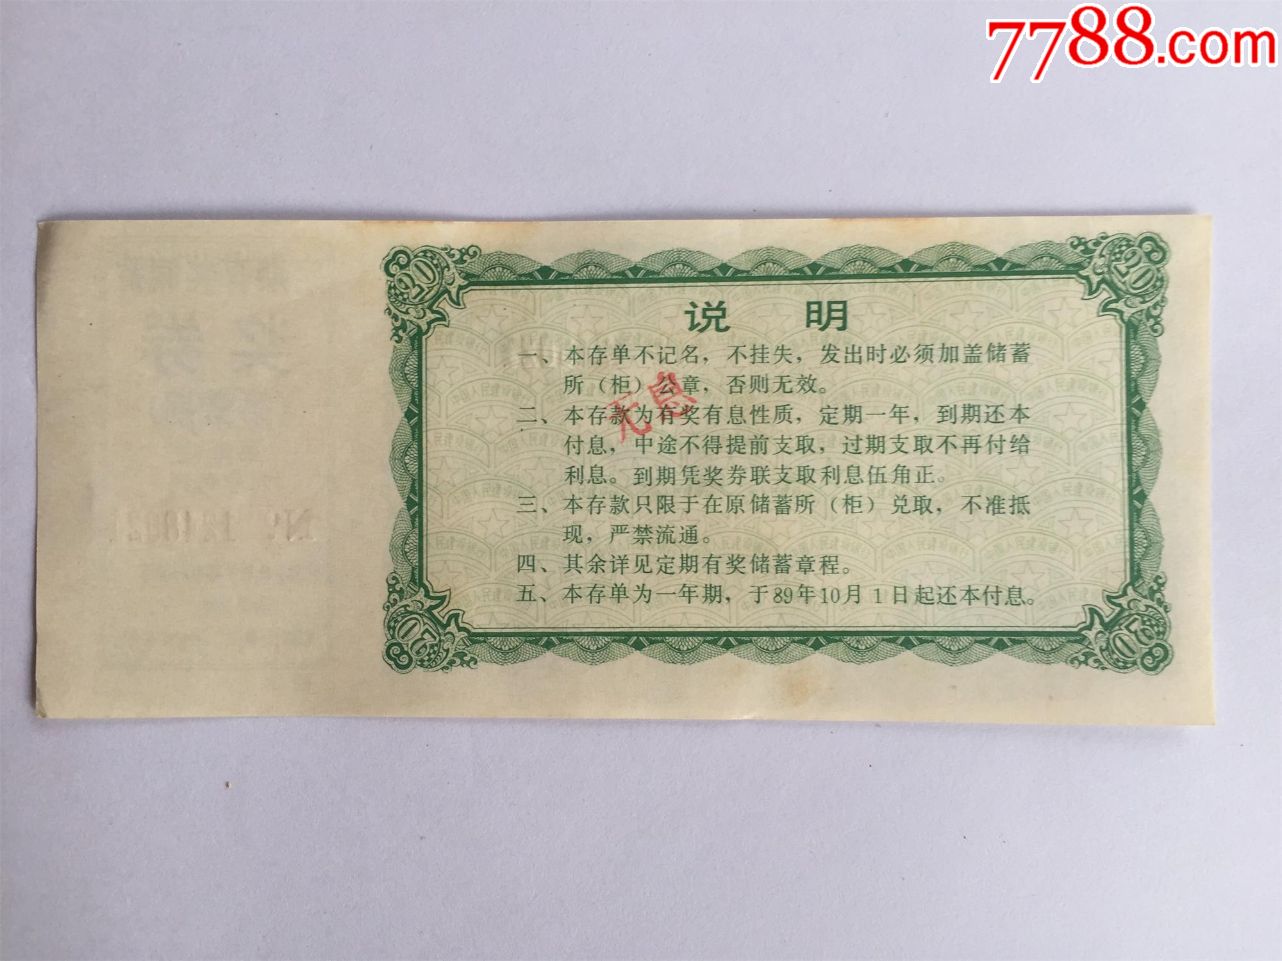 7788.com
说 明
一、本存单不记名，不挂失，发出时必须加盖储蓄
所（柜）公章，否则无效。
二、本存款为有奖有息性质，定期一年，到期还本
付息，中途不得提前支取，过期支取不再付给
利息。到期凭奖券联支取利息伍角正。
三、本存款只限于在原储蓄所（柜）兑取，不准抵
现，严禁流通。
四、其余详见定期有奖储蓄章程。
五、本存单为一年期，于89年10月1日起还本付息。
无息
20
20
20
20